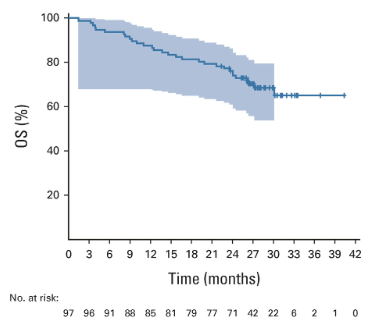 100
80
60
40
20
OS (%)
0 3 6 9 12 15 18 21 24 27 30 33 36 39 42
Time (months)
No. at risk:
97 96 91 88 85 81 79 77 71 42 22 6 2 1 0